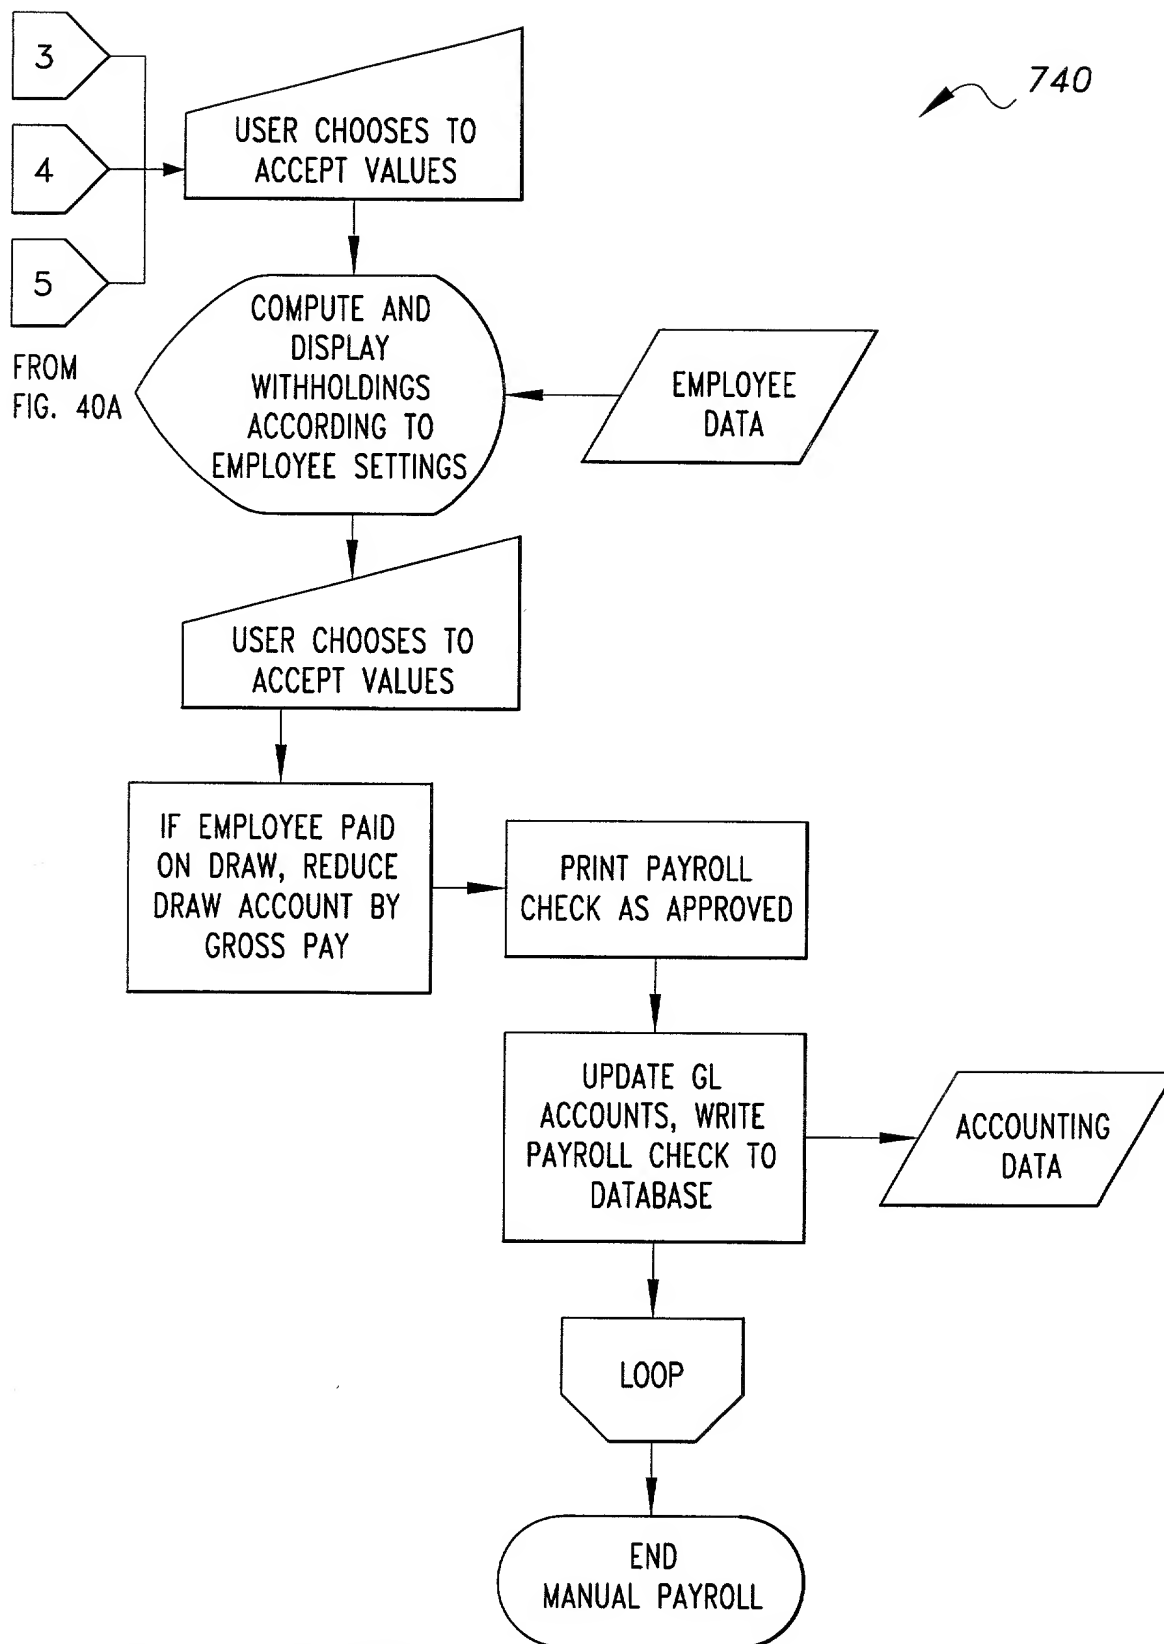 3
740
USER CHOOSES TO
ACCEPT VALUES
4
5
FROM
FIG. 40A
COMPUTE AND
DISPLAY
WITHHOLDINGS
ACCORDING TO
EMPLOYEE SETTINGS
EMPLOYEE
DATA
USER CHOOSES TO
ACCEPT VALUES
IF EMPLOYEE PAID
ON DRAW, REDUCE
DRAW ACCOUNT BY
GROSS PAY
PRINT PAYROLL
CHECK AS APPROVED
UPDATE GL
ACCOUNTS, WRITE
PAYROLL CHECK TO
DATABASE
ACCOUNTING
DATA
LOOP
END
MANUAL PAYROLL